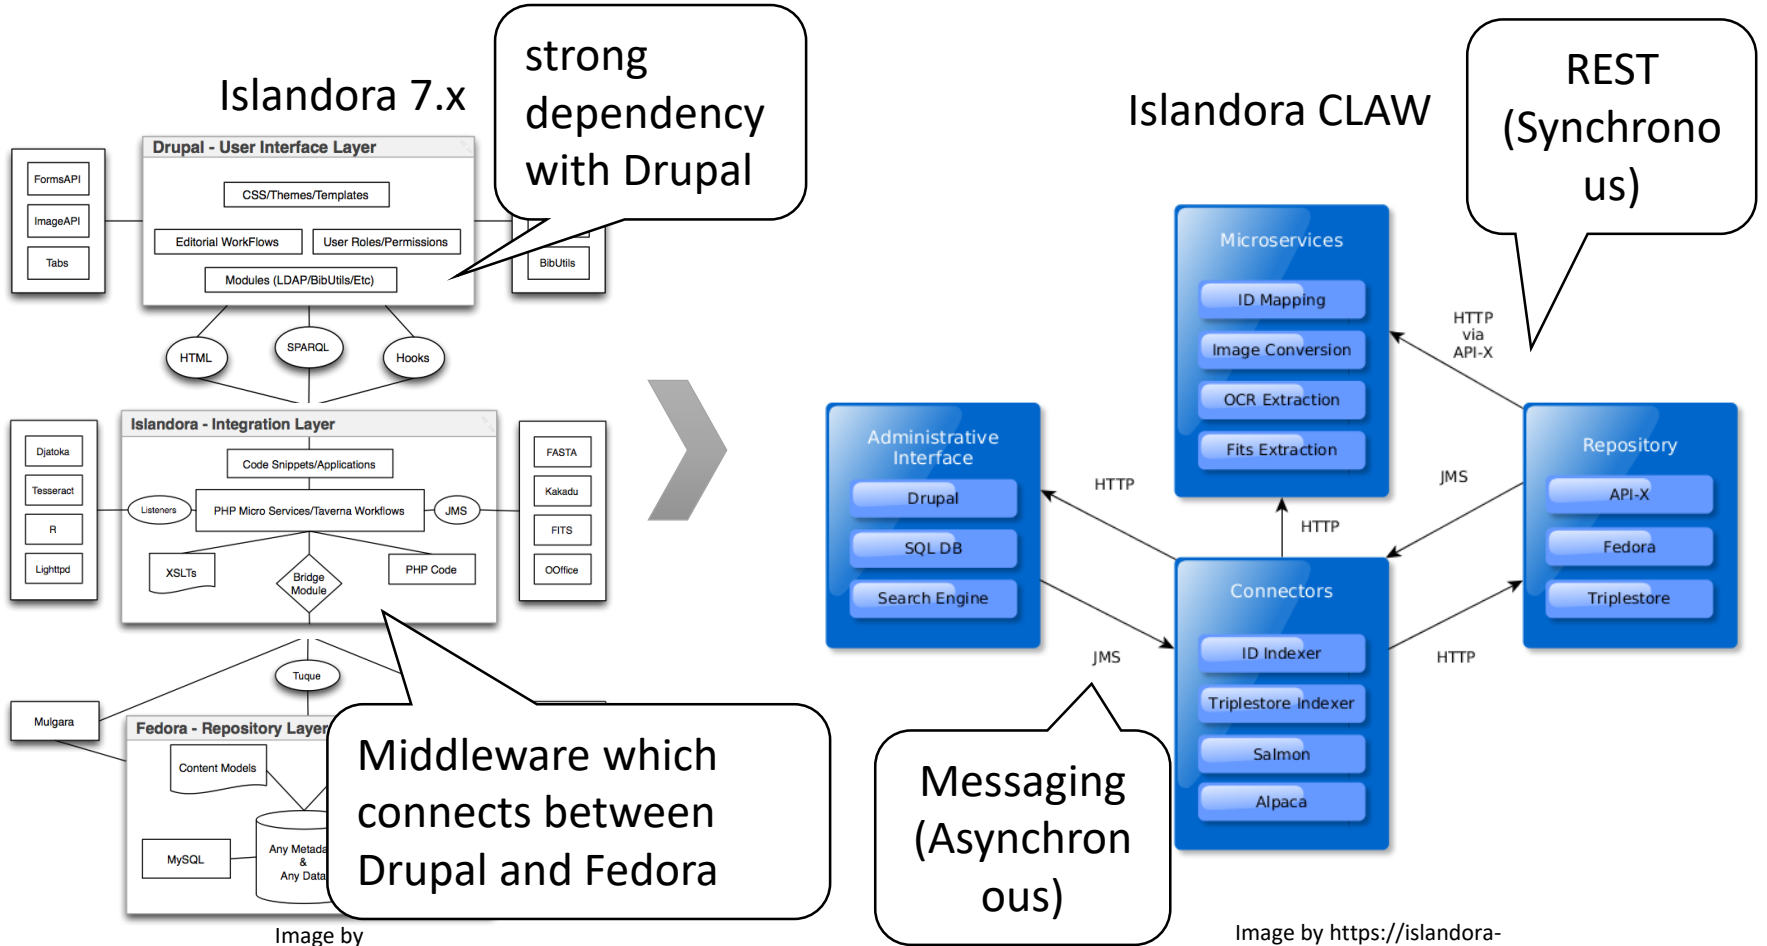 Islandora 7.x
strong
dependency
with Drupal
Drupal - User Interface Layer
CSS/Themes/Templates
Editorial WorkFlows
User Roles/Permissions
Modules (LDAP/BibUtils/Etc)
FormsAPI
ImageAPI
Tabs
BibUtils
HTML
SPARQL
Hooks
Islandora - Integration Layer
Code Snippets/Applications
Listeners
PHP Micro Services/Taverna Workflows
JMS
XSLTs
Bridge
Module
PHP Code
Djatoka
Tesseract
R
Lighttpd
FASTA
Kakadu
FITS
OOffice
Tuque
Mulgara
Fedora - Repository Layer
Content Models
MySQL
Any Metada
&
Any Data
Middleware which
connects between
Drupal and Fedora
Image by
Islandora CLAW
REST
(Synchrono
us)
Microservices
ID Mapping
Image Conversion
OCR Extraction
Fits Extraction
HTTP
via
API-X
Administrative
Interface
Drupal
SQL DB
Search Engine
HTTP
HTTP
JMS
Repository
API-X
Fedora
Triplestore
Connectors
ID Indexer
Triplestore Indexer
Salmon
Alpaca
JMS
HTTP
Messaging
(Asynchron
ous)
Image by https://islandora-